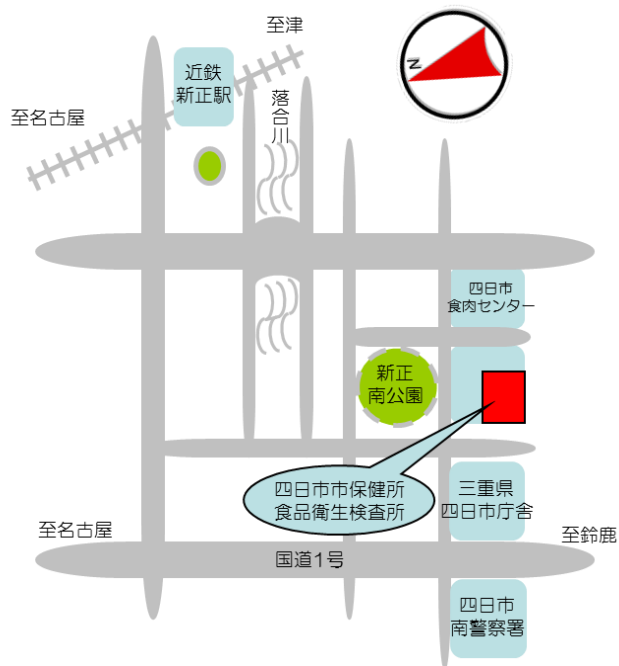 至津
近鉄
新正駅
至名古屋
落合川
N
四日市
食肉センター
新正
南公園
四日市市保健所
食品衛生検査所
三重県
四日市庁舎
至名古屋
至鈴鹿
国道1号
四日市
南警察署